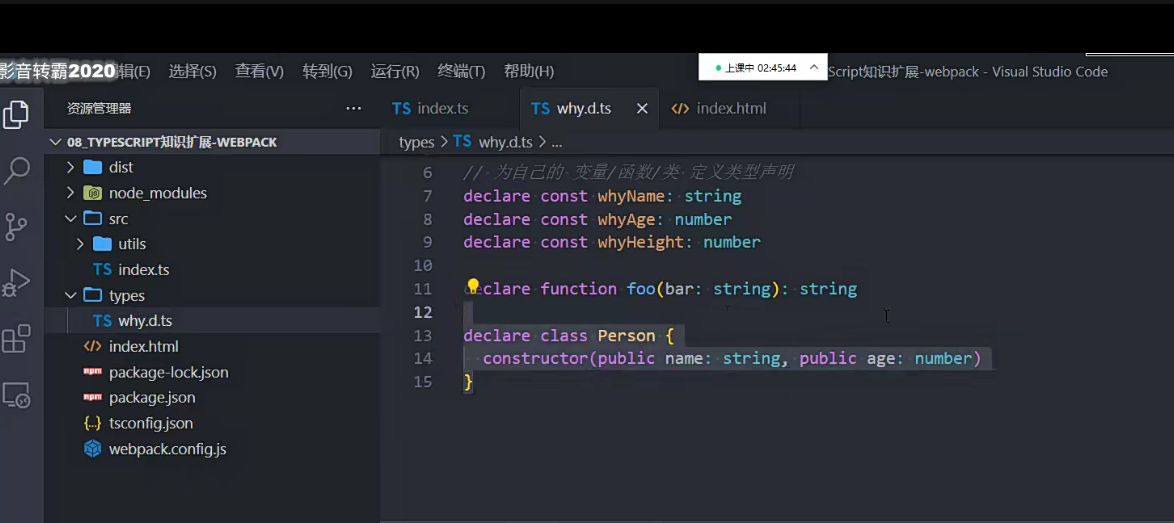 影音转霸2020辑(E) 选择(S) 查看(V) 转到(G) 运行(R) 终端(T) 帮助(H) 上课中 02:45:44 Script知识扩展-webpack - Visual Studio Code
资源管理器 ... TS index.ts TS why.d.ts × </> index.html
08_TYPESCRIPT知识扩展-WEBPACK types > TS why.d.ts > ...
dist
node_modules
src
utils
TS index.ts
types
TS why.d.ts
</> index.html
npm package-lock.json
npm package.json
{..} tsconfig.json
webpack.config.js
6 // 为自己的 变量/函数/类 定义类型声明
7 declare const whyName: string
8 declare const whyAge: number
9 declare const whyHeight: number
10
11 declare function foo(bar: string): string
12
13 declare class Person {
14 constructor(public name: string, public age: number)
15 }